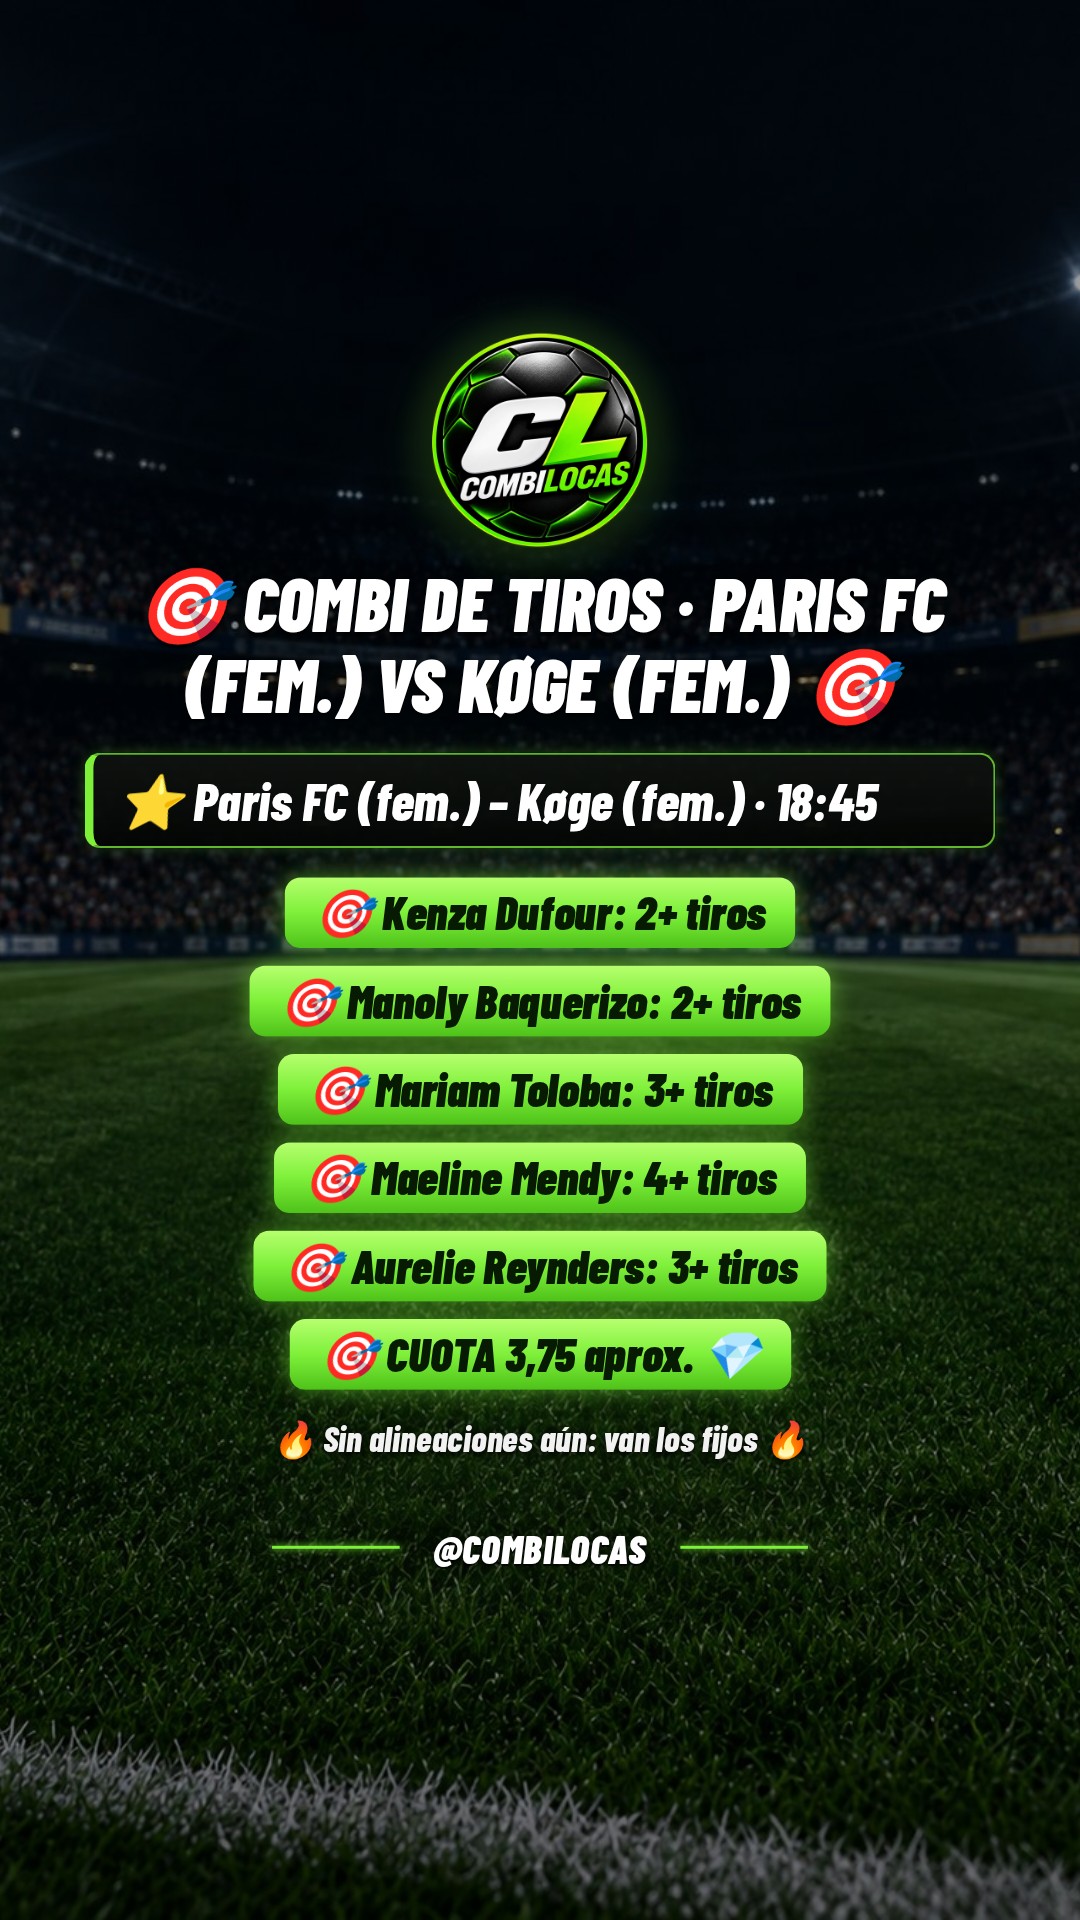 CL
COMBILOCAS
🎯 COMBI DE TIROS · PARIS FC
(FEM.) VS KØGE (FEM.) 🎯
⭐ Paris FC (fem.) – Køge (fem.) · 18:45
🎯 Kenza Dufour: 2+ tiros
🎯 Manoly Baquerizo: 2+ tiros
🎯 Mariam Toloba: 3+ tiros
🎯 Maeline Mendy: 4+ tiros
🎯 Aurelie Reynders: 3+ tiros
🎯 CUOTA 3,75 aprox. 💎
🔥 Sin alineaciones aún: van los fijos 🔥
@COMBILOCAS